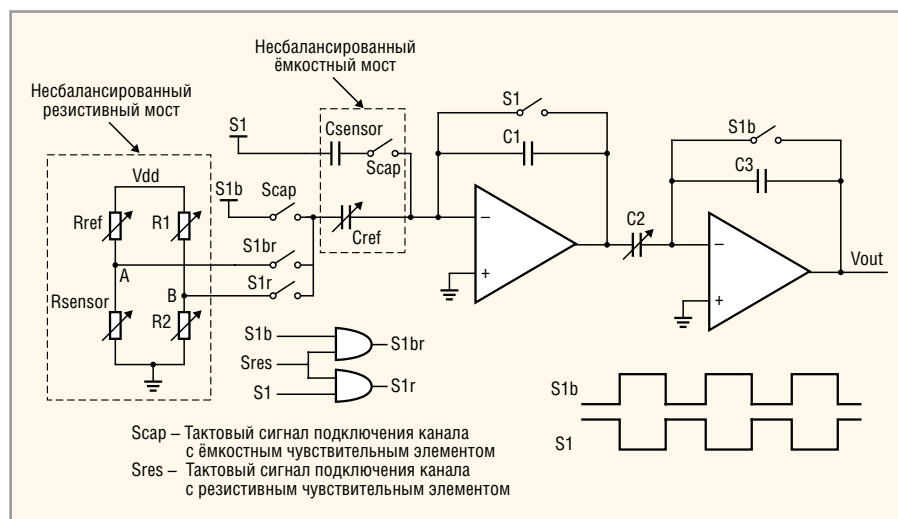 Несбалансированный
ёмкостный мост
Несбалансированный
резистивный мост
S1
Csensor
Scap
S1
C1
S1b
C3
Vdd
S1b
Scap
Rref
R1
Cref
C2
A
S1br
S1r
Rsensor
B
R2
Vout
S1b
S1br
Sres
S1
S1r
S1b
S1
Scap – Тактовый сигнал подключения канала
с ёмкостным чувствительным элементом
Sres – Тактовый сигнал подключения канала
с резистивным чувствительным элементом